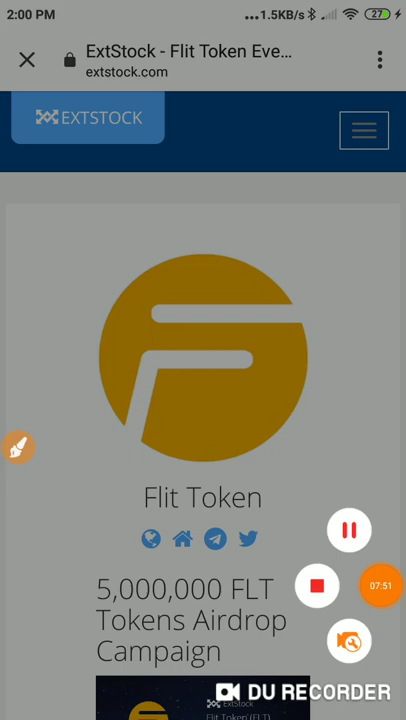 2:00 PM
...1.5KB/s
27
ExtStock - Flit Token Eve...
extstock.com
EXTSTOCK
Flit Token
5,000,000 FLT
Tokens Airdrop
Campaign
07:51
ExtStock
Flit Token (FLT)
DU RECORDER